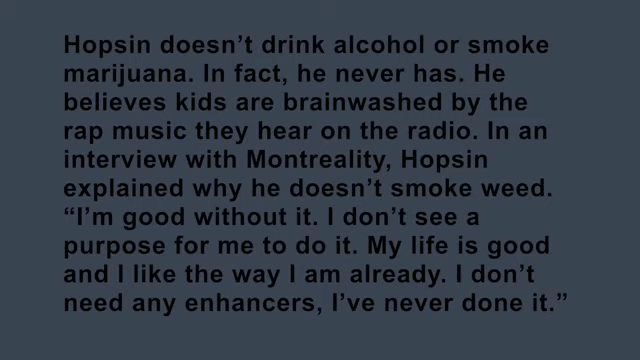 Hopsin doesn’t drink alcohol or smoke
marijuana. In fact, he never has. He
believes kids are brainwashed by the
rap music they hear on the radio. In an
interview with Montreality, Hopsin
explained why he doesn’t smoke weed.
“I’m good without it. I don’t see a
purpose for me to do it. My life is good
and I like the way I am already. I don’t
need any enhancers, I’ve never done it.”